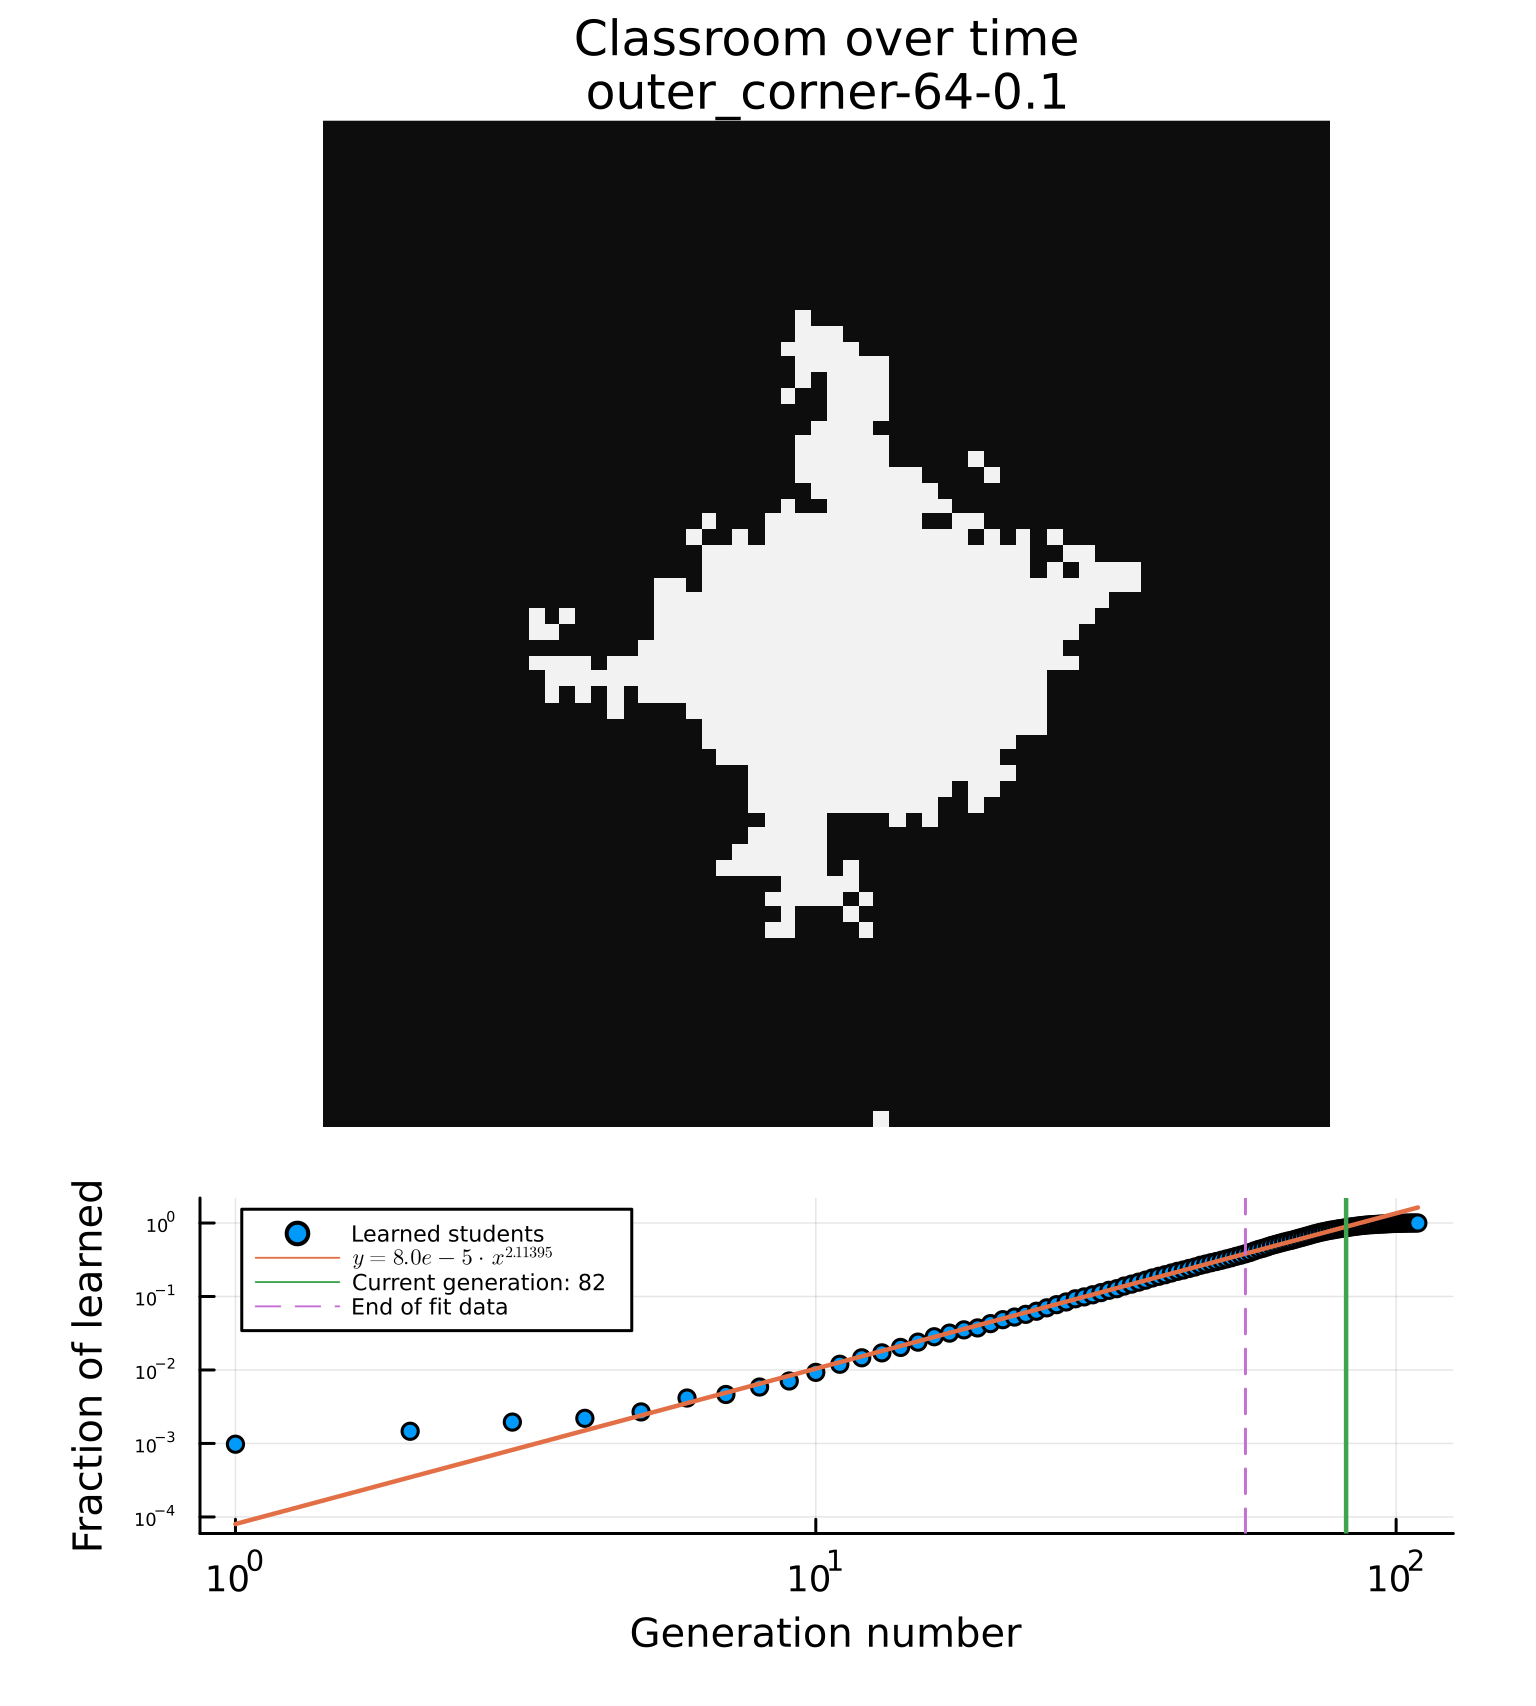 Classroom over time
outer_corner-64-0.1
Fraction of learned
10^0
10^-1
10^-2
10^-3
10^-4
Learned students
y = 8.0e − 5 · x^2.11395
Current generation: 82
End of fit data
10^0 10^1 10^2
Generation number